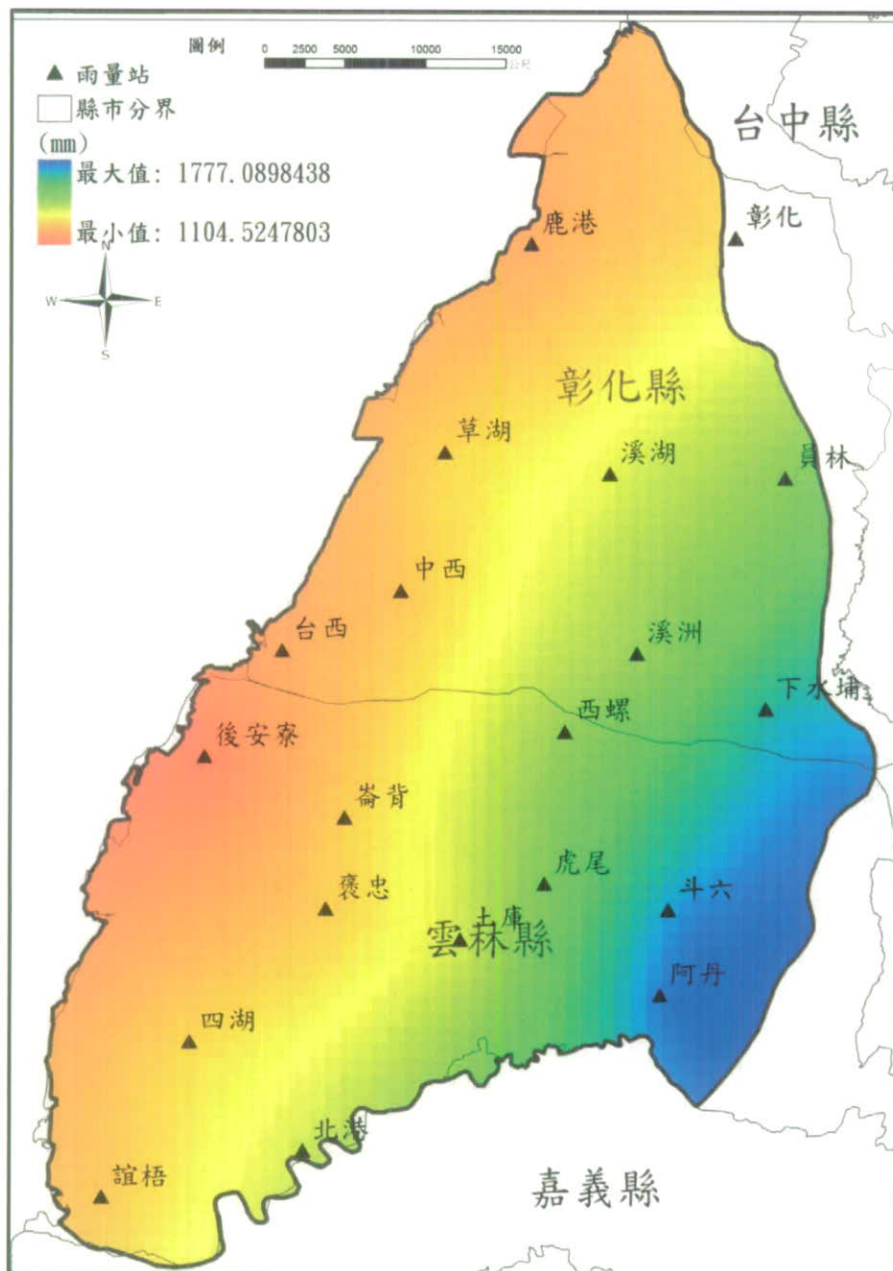 圖例
0 2500 5000 10000 15000
公尺
雨量站
縣市分界
(mm)
最大值: 1777.0898438
最小值: 1104.5247803
N
W
E
S
台中縣
鹿港
彰化
彰化縣
草湖
溪湖
員林
中西
台西
溪洲
下水埔
西螺
後安寮
崙背
虎尾
褒忠
斗六
土庫
雲林縣
阿丹
四湖
北港
誼梧
嘉義縣